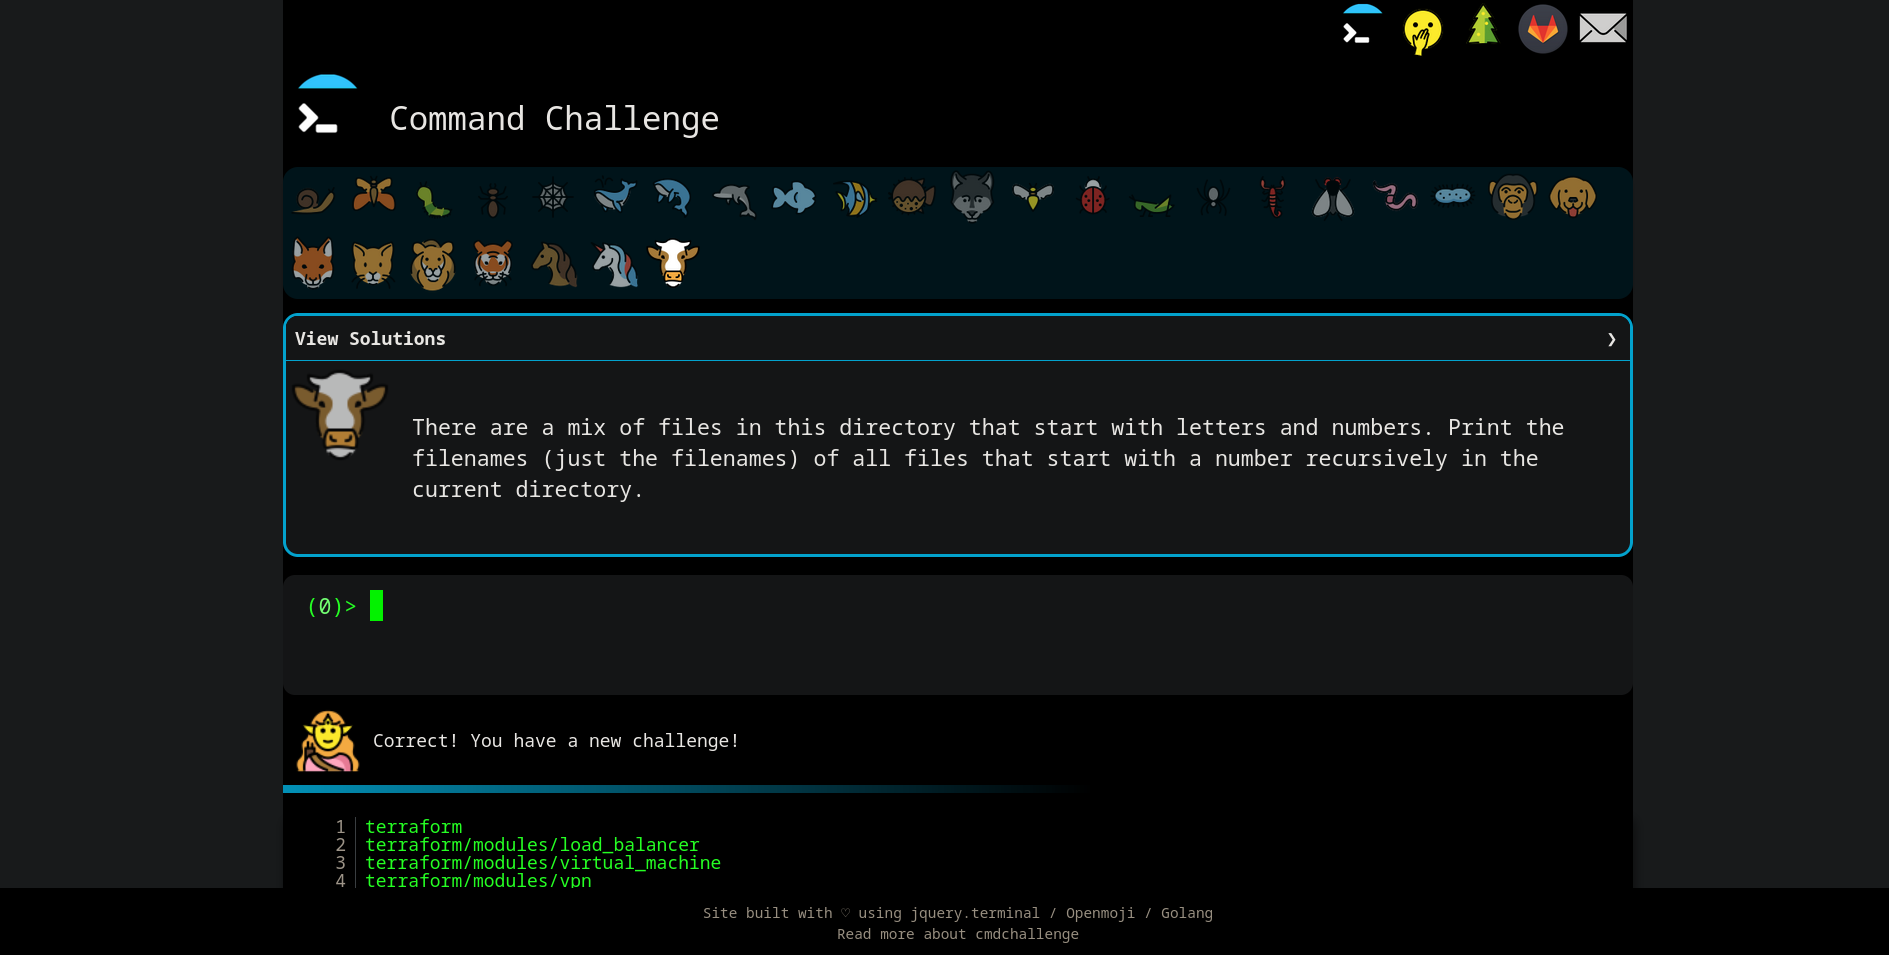 Command Challenge
View Solutions ❯
There are a mix of files in this directory that start with letters and numbers. Print the
filenames (just the filenames) of all files that start with a number recursively in the
current directory.
(0)>
Correct! You have a new challenge!
1 terraform
2 terraform/modules/load_balancer
3 terraform/modules/virtual_machine
4 terraform/modules/vpn
Site built with ♡ using jquery.terminal / Openmoji / Golang
Read more about cmdchallenge